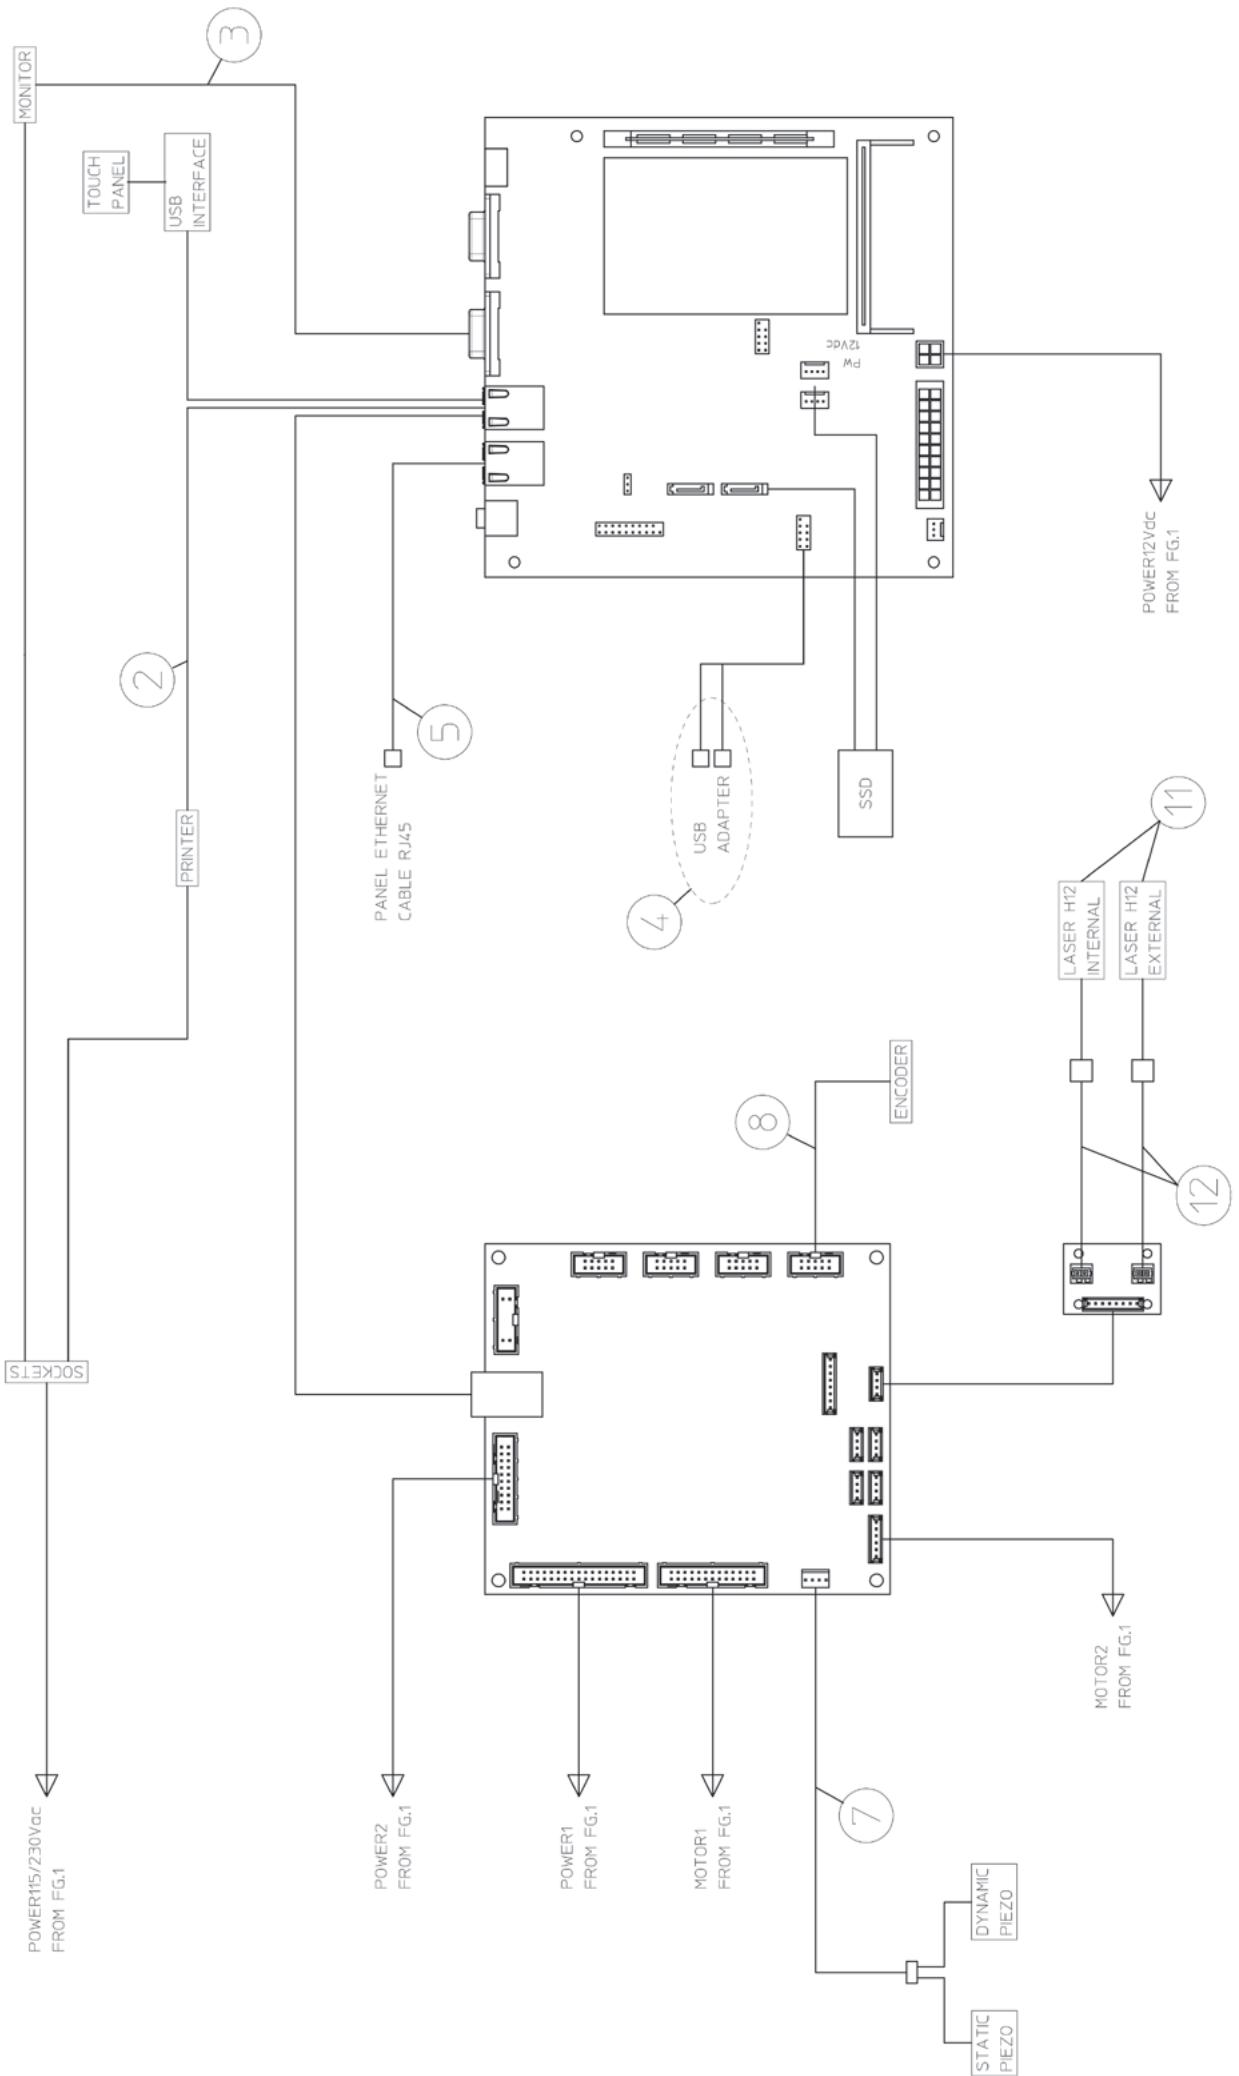 POWER115/230Vac
FROM FG.1
SOCKETS
MONITOR
3
TOUCH
PANEL
USB
INTERFACE
PRINTER
2
POWER2
FROM FG.1
PANEL ETHERNET
CABLE RJ45
5
POWER1
FROM FG.1
MOTOR1
FROM FG.1
USB
ADAPTER
4
8
ENCODER
SSD
PW
12Vdc
7
STATIC
PIEZO
DYNAMIC
PIEZO
MOTOR2
FROM FG.1
12
LASER H12
INTERNAL
LASER H12
EXTERNAL
11
POWER12Vdc
FROM FG.1